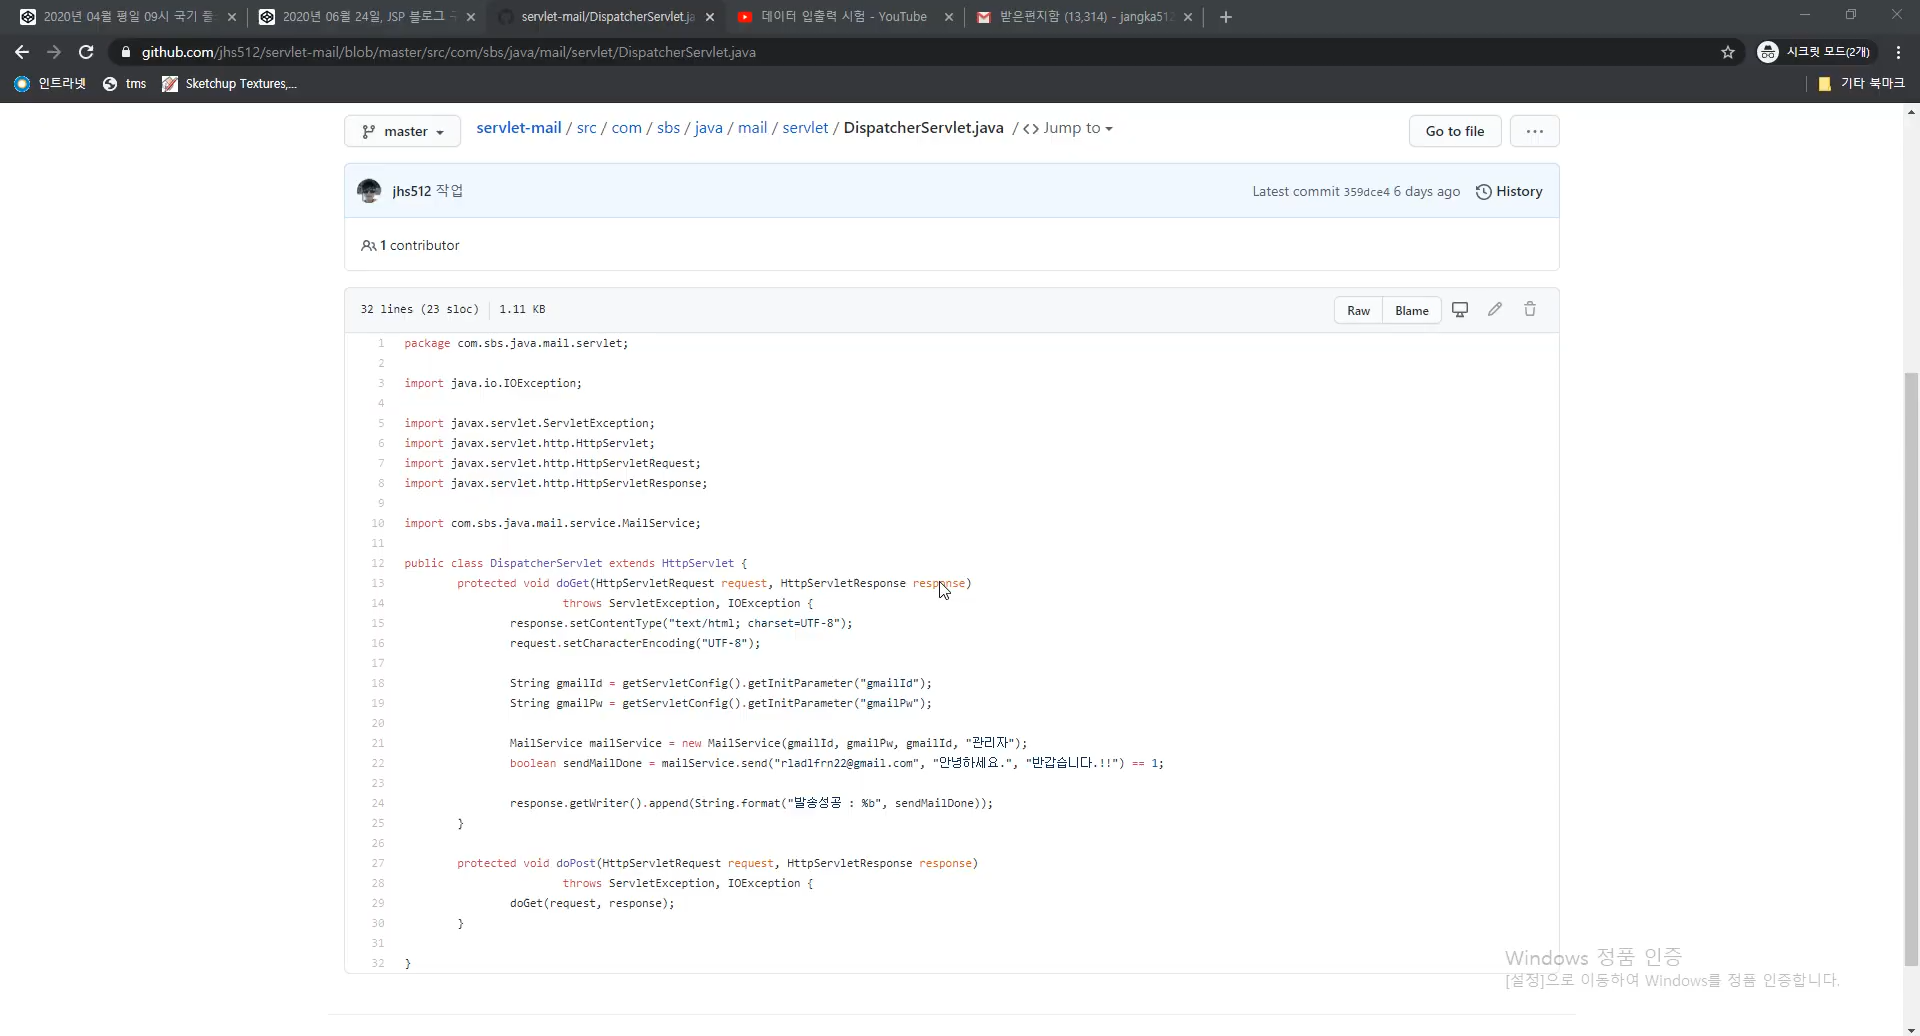 2020년 04월 평일 09시 국기
2020년 06월 24일, JSP 블로그
servlet-mail/DispatcherServlet.ja
데이터 입출력 시험 - YouTube
받은편지함 (13,314) - jangka512
github.com/jhs512/servlet-mail/blob/master/src/com/sbs/java/mail/servlet/DispatcherServlet.java
시크릿 모드(2개)
인트라넷
tms
Sketchup Textures,...
기타 북마크
master
servlet-mail / src / com / sbs / java / mail / servlet / DispatcherServlet.java / <> Jump to
Go to file
...
jhs512 작업
Latest commit 359dce4 6 days ago
History
1 contributor
32 lines (23 sloc) 1.11 KB
Raw
Blame
1 package com.sbs.java.mail.servlet;
2
3 import java.io.IOException;
4
5 import javax.servlet.ServletException;
6 import javax.servlet.http.HttpServlet;
7 import javax.servlet.http.HttpServletRequest;
8 import javax.servlet.http.HttpServletResponse;
9
10 import com.sbs.java.mail.service.MailService;
11
12 public class DispatcherServlet extends HttpServlet {
13 protected void doGet(HttpServletRequest request, HttpServletResponse response)
14 throws ServletException, IOException {
15 response.setContentType("text/html; charset=UTF-8");
16 request.setCharacterEncoding("UTF-8");
17
18 String gmailId = getServletConfig().getInitParameter("gmailId");
19 String gmailPw = getServletConfig().getInitParameter("gmailPw");
20
21 MailService mailService = new MailService(gmailId, gmailPw, gmailId, "관리자");
22 boolean sendMailDone = mailService.send("rladlfrn22@gmail.com", "안녕하세요.", "반갑습니다.!!") == 1;
23
24 response.getWriter().append(String.format("발송성공 : %b", sendMailDone));
25 }
26
27 protected void doPost(HttpServletRequest request, HttpServletResponse response)
28 throws ServletException, IOException {
29 doGet(request, response);
30 }
31
32 }
Windows 정품 인증
[설정]으로 이동하여 Windows를 정품 인증합니다.